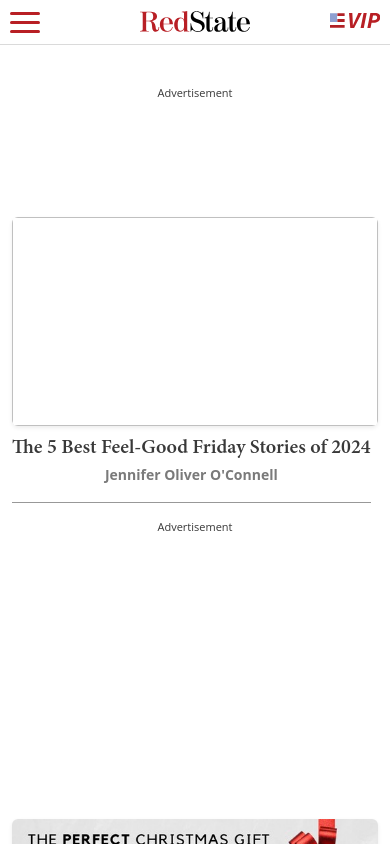 RedState
VIP
Advertisement
The 5 Best Feel-Good Friday Stories of 2024
Jennifer Oliver O'Connell
Advertisement
THE PERFECT CHRISTMAS GIFT